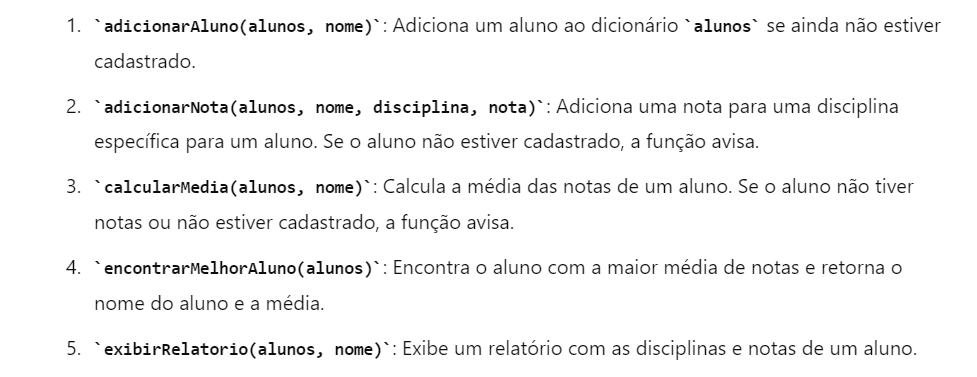 1. `adicionarAluno(alunos, nome)`: Adiciona um aluno ao dicionário `alunos` se ainda não estiver
cadastrado.
2. `adicionarNota(alunos, nome, disciplina, nota)`: Adiciona uma nota para uma disciplina
específica para um aluno. Se o aluno não estiver cadastrado, a função avisa.
3. `calcularMedia(alunos, nome)`: Calcula a média das notas de um aluno. Se o aluno não tiver
notas ou não estiver cadastrado, a função avisa.
4. `encontrarMelhorAluno(alunos)`: Encontra o aluno com a maior média de notas e retorna o
nome do aluno e a média.
5. `exibirRelatorio(alunos, nome)`: Exibe um relatório com as disciplinas e notas de um aluno.